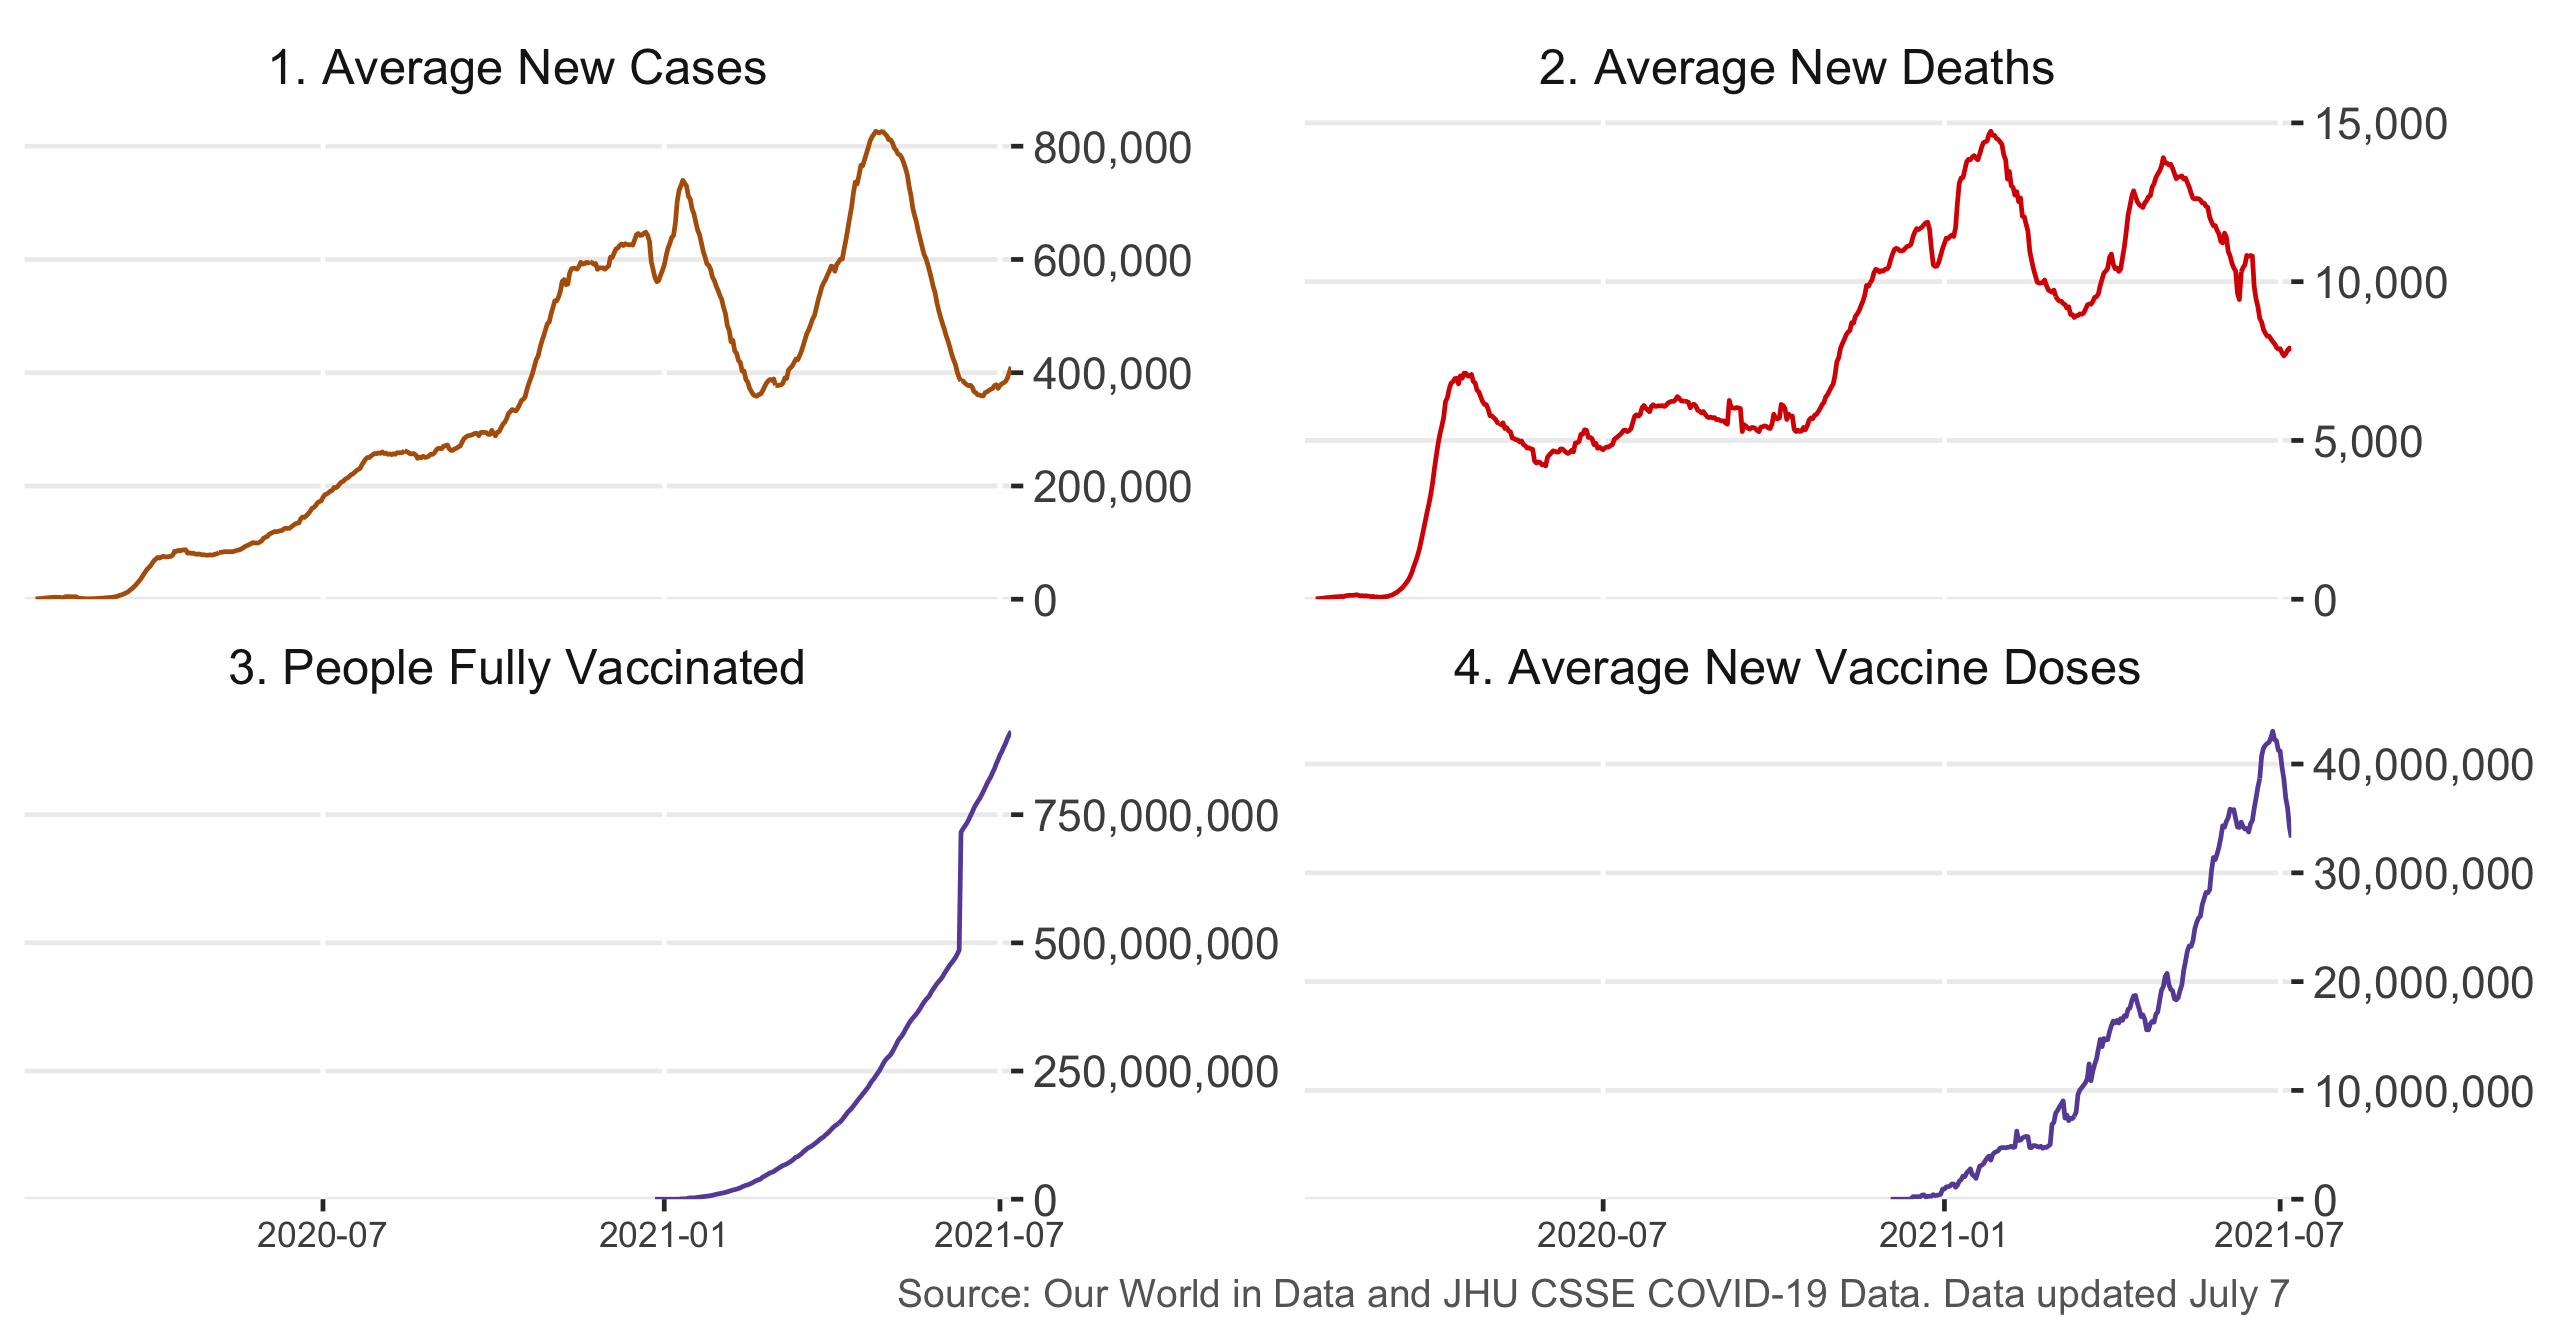 1. Average New Cases
800,000
600,000
400,000
200,000
0
2. Average New Deaths
15,000
10,000
5,000
0
3. People Fully Vaccinated
750,000,000
500,000,000
250,000,000
0
2020-07 2021-01 2021-07
4. Average New Vaccine Doses
40,000,000
30,000,000
20,000,000
10,000,000
0
2020-07 2021-01 2021-07
Source: Our World in Data and JHU CSSE COVID-19 Data. Data updated July 7